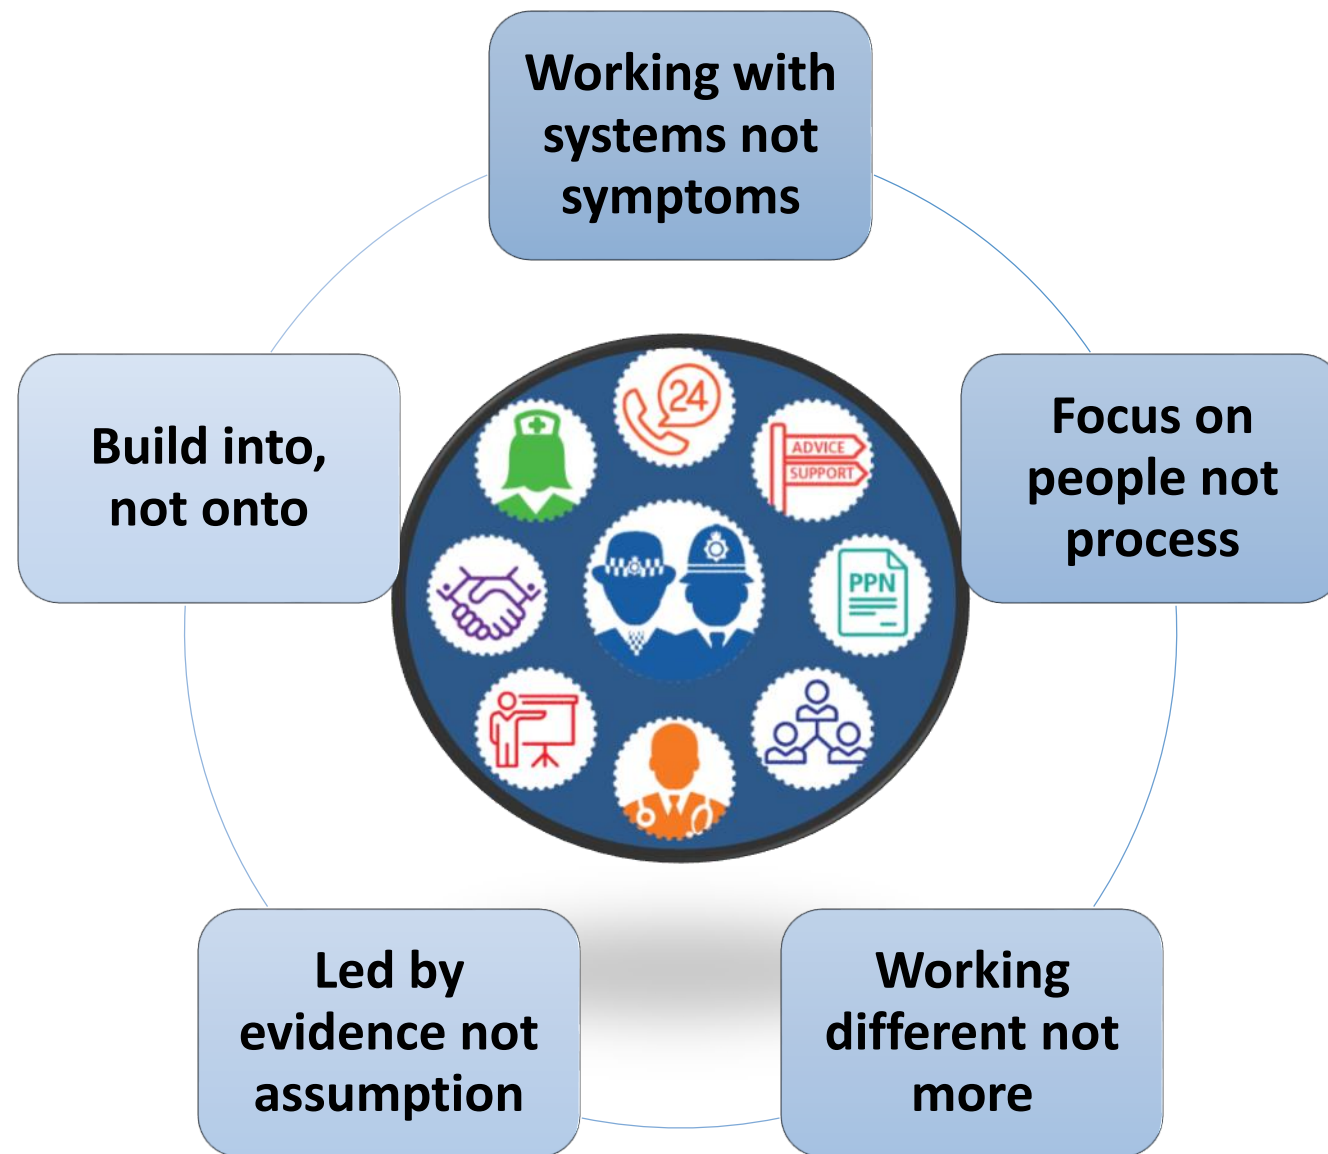 Working with
systems not
symptoms
Focus on
people not
process
Working
different not
more
Led by
evidence not
assumption
Build into,
not onto
24
ADVICE
SUPPORT
PPN